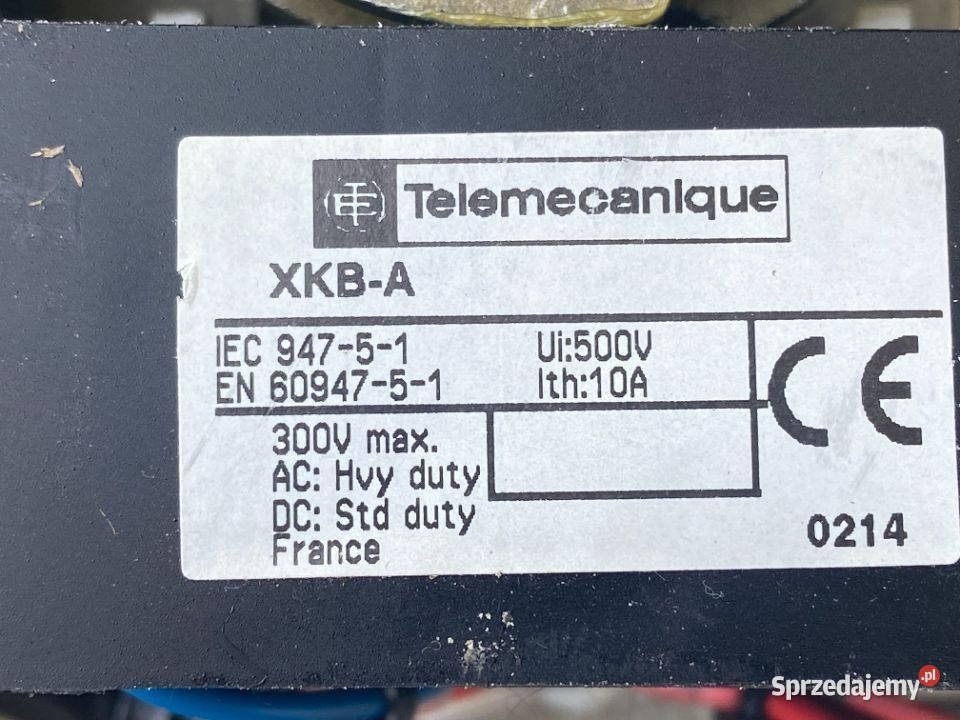 Telemecanique
XKB-A
IEC 947-5-1
EN 60947-5-1
Ui:500V
Ith:10A
CE
300V max.
AC: Hvy duty
DC: Std duty
France
0214
Sprzedajemy.pl